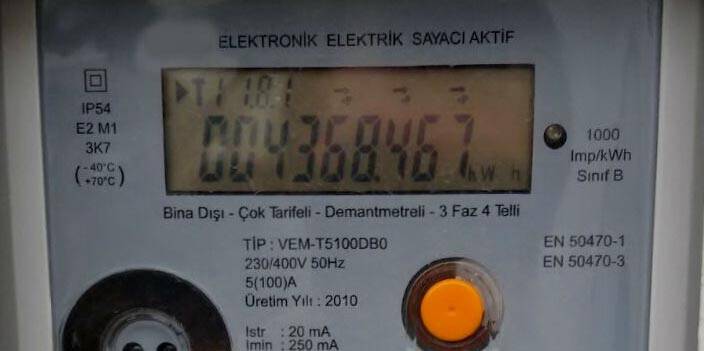 ELEKTRONİK ELEKTRİK SAYACI AKTİF
T1 1.8.1
004368.467 kWh
IP54
E2 M1
3K7
(-40°C
+70°C)
1000
Imp/kWh
Sınıf B
Bina Dışı - Çok Tarifeli - Demantmetreli - 3 Faz 4 Telli
TİP : VEM-T5100DB0
230/400V 50Hz
5(100)A
Üretim Yılı : 2010
Istr : 20 mA
Imin : 250 mA
EN 50470-1
EN 50470-3